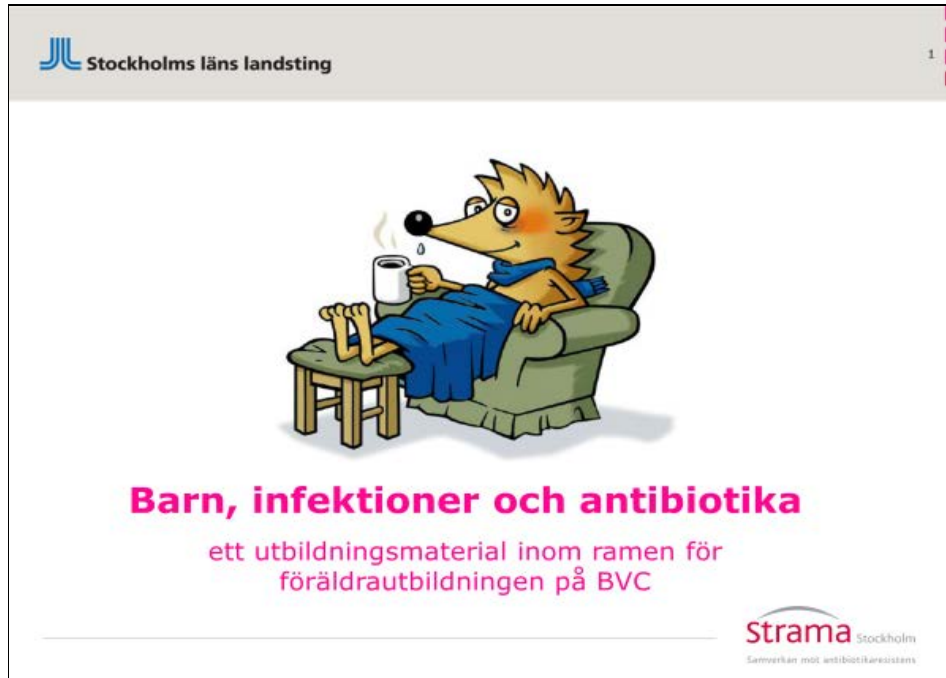 Stockholms läns landsting
1
Barn, infektioner och antibiotika
ett utbildningsmaterial inom ramen för
föräldrautbildningen på BVC
Strama Stockholm
Samverkan mot antibiotikaresistens